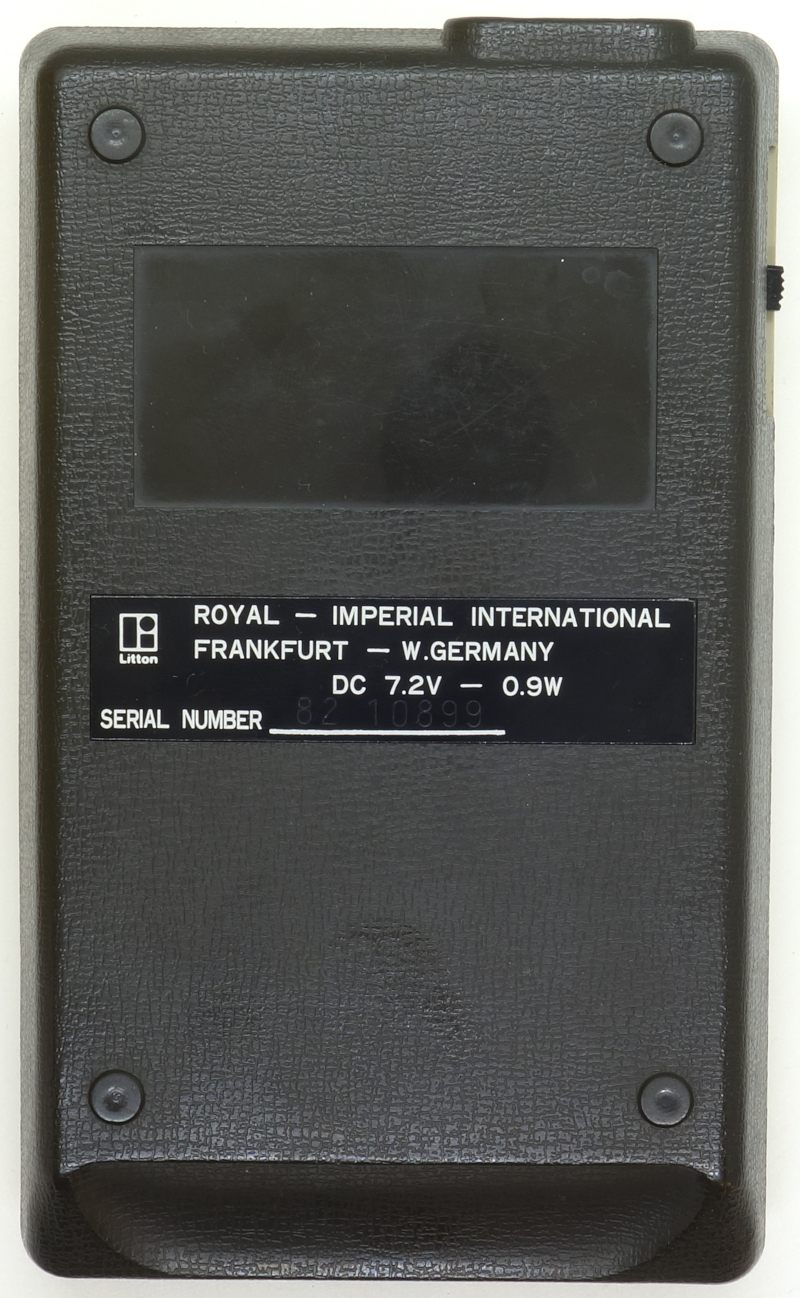 Litton
ROYAL — IMPERIAL INTERNATIONAL
FRANKFURT — W.GERMANY
DC 7.2V — 0.9W
SERIAL NUMBER 82 10899